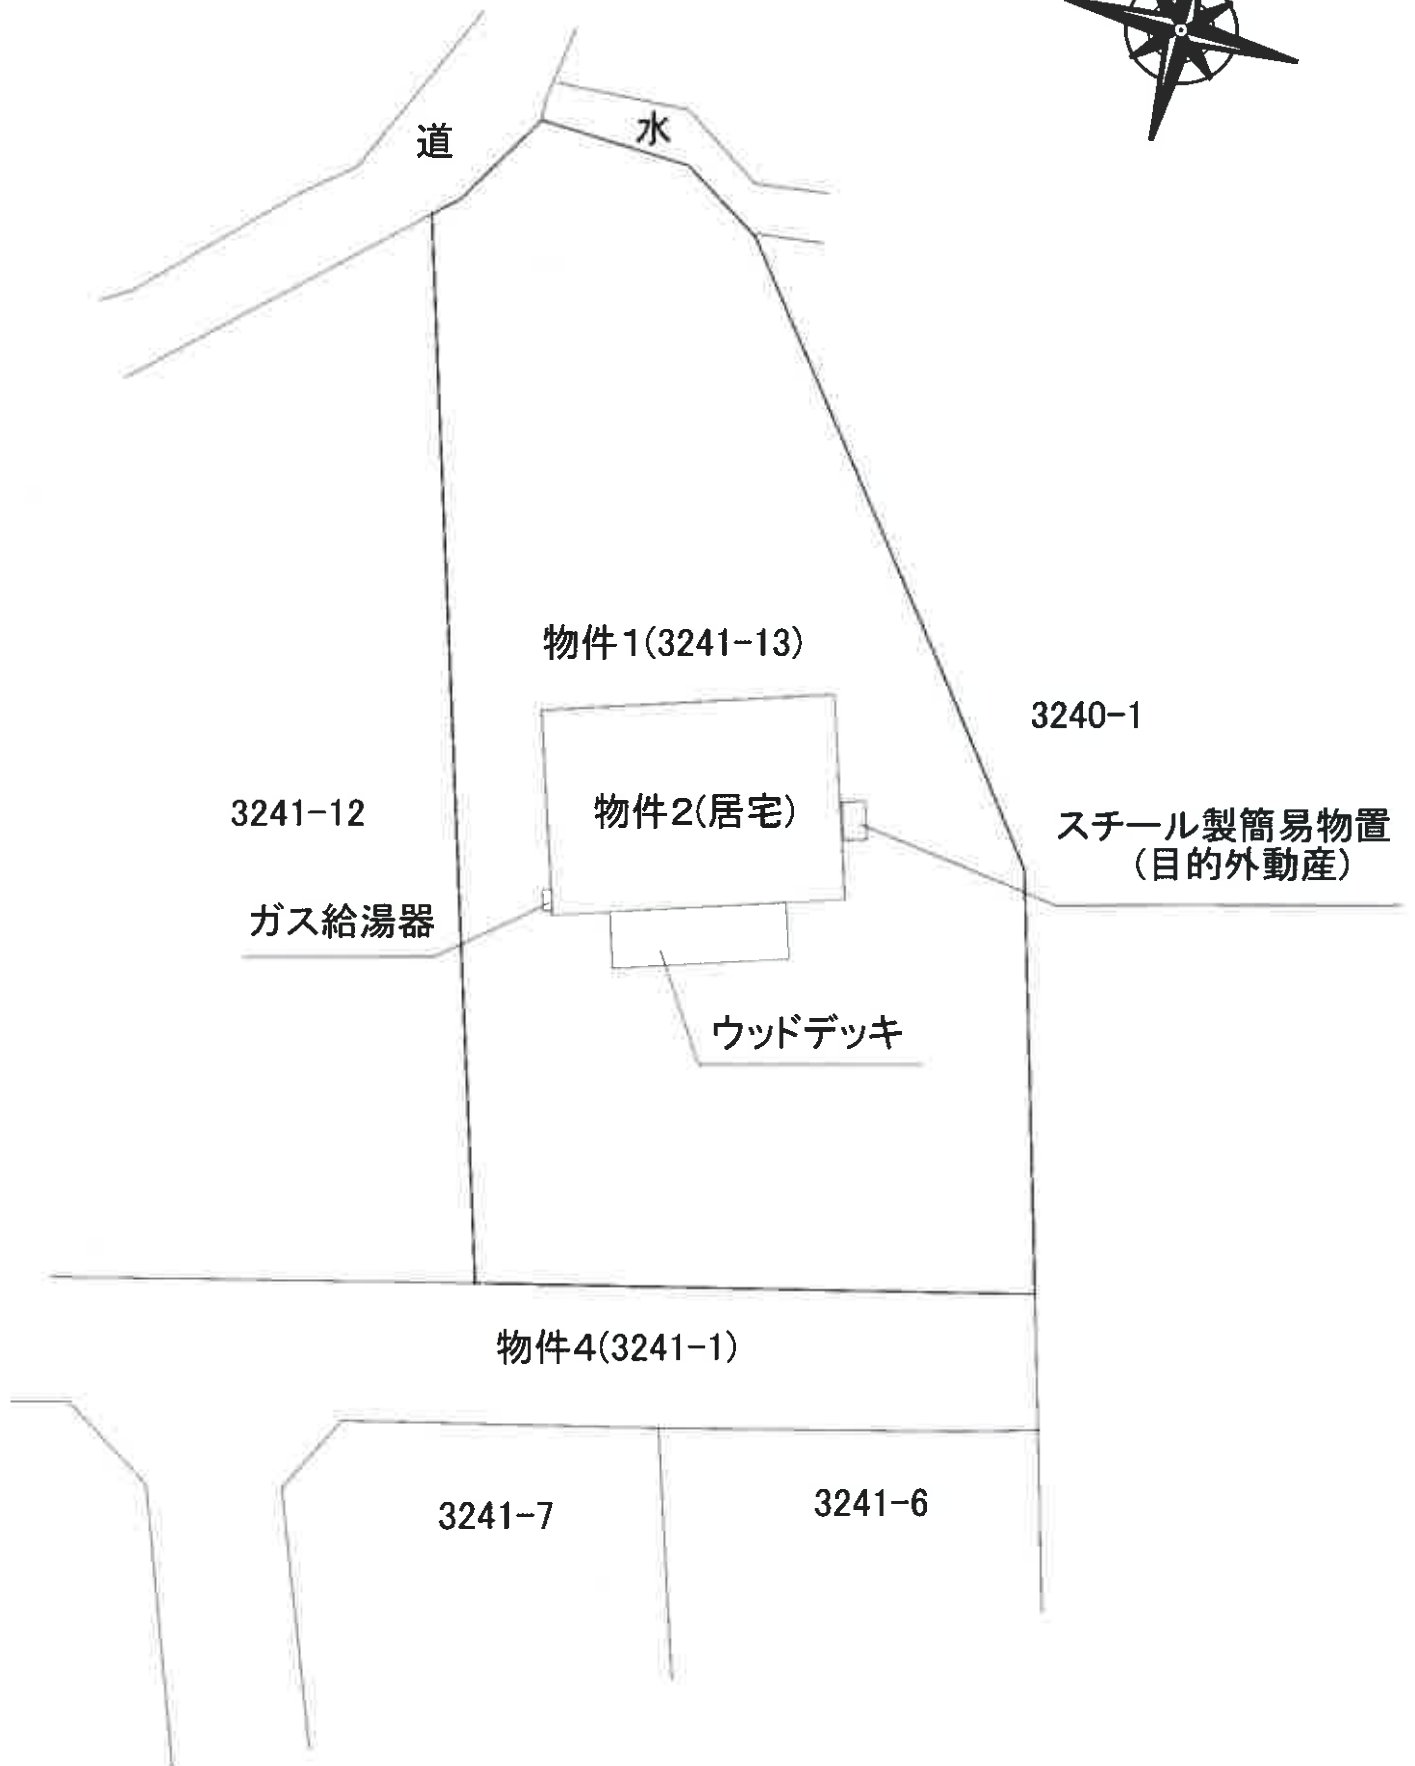 道
水
物件1(3241-13)
3240-1
物件2(居宅)
3241-12
スチール製簡易物置
(目的外動産)
ガス給湯器
ウッドデッキ
物件4(3241-1)
3241-7
3241-6